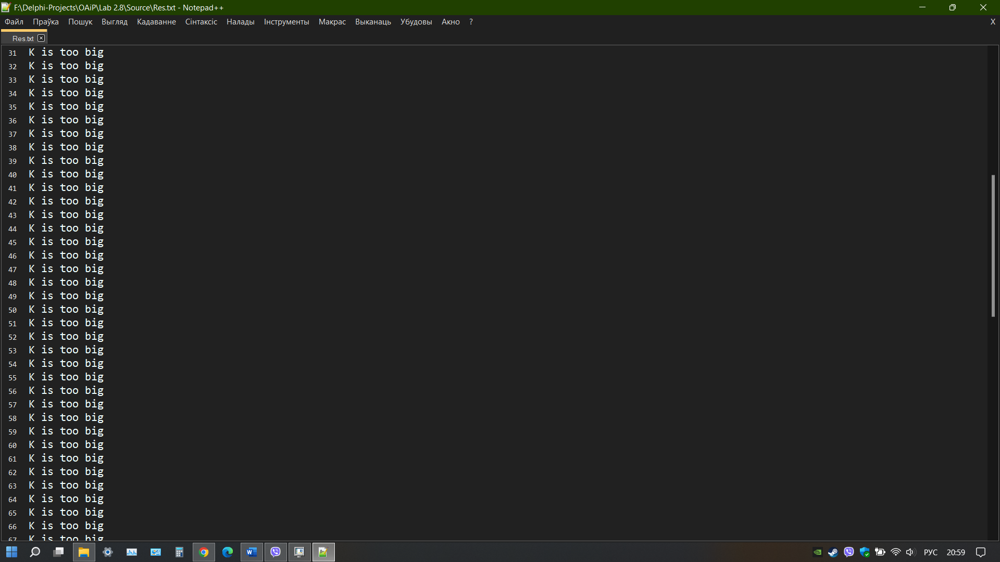 F:\Delphi-Projects\OAiP\Lab 2.8\Source\Res.txt - Notepad++
Файл Праўка Пошук Выгляд Кадаванне Сінтаксіс Налады Інструменты Макрас Выканаць Убудовы Акно ? X
Res.txt
31 K is too big
32 K is too big
33 K is too big
34 K is too big
35 K is too big
36 K is too big
37 K is too big
38 K is too big
39 K is too big
40 K is too big
41 K is too big
42 K is too big
43 K is too big
44 K is too big
45 K is too big
46 K is too big
47 K is too big
48 K is too big
49 K is too big
50 K is too big
51 K is too big
52 K is too big
53 K is too big
54 K is too big
55 K is too big
56 K is too big
57 K is too big
58 K is too big
59 K is too big
60 K is too big
61 K is too big
62 K is too big
63 K is too big
64 K is too big
65 K is too big
66 K is too big
67 K is too big
РУС 20:59